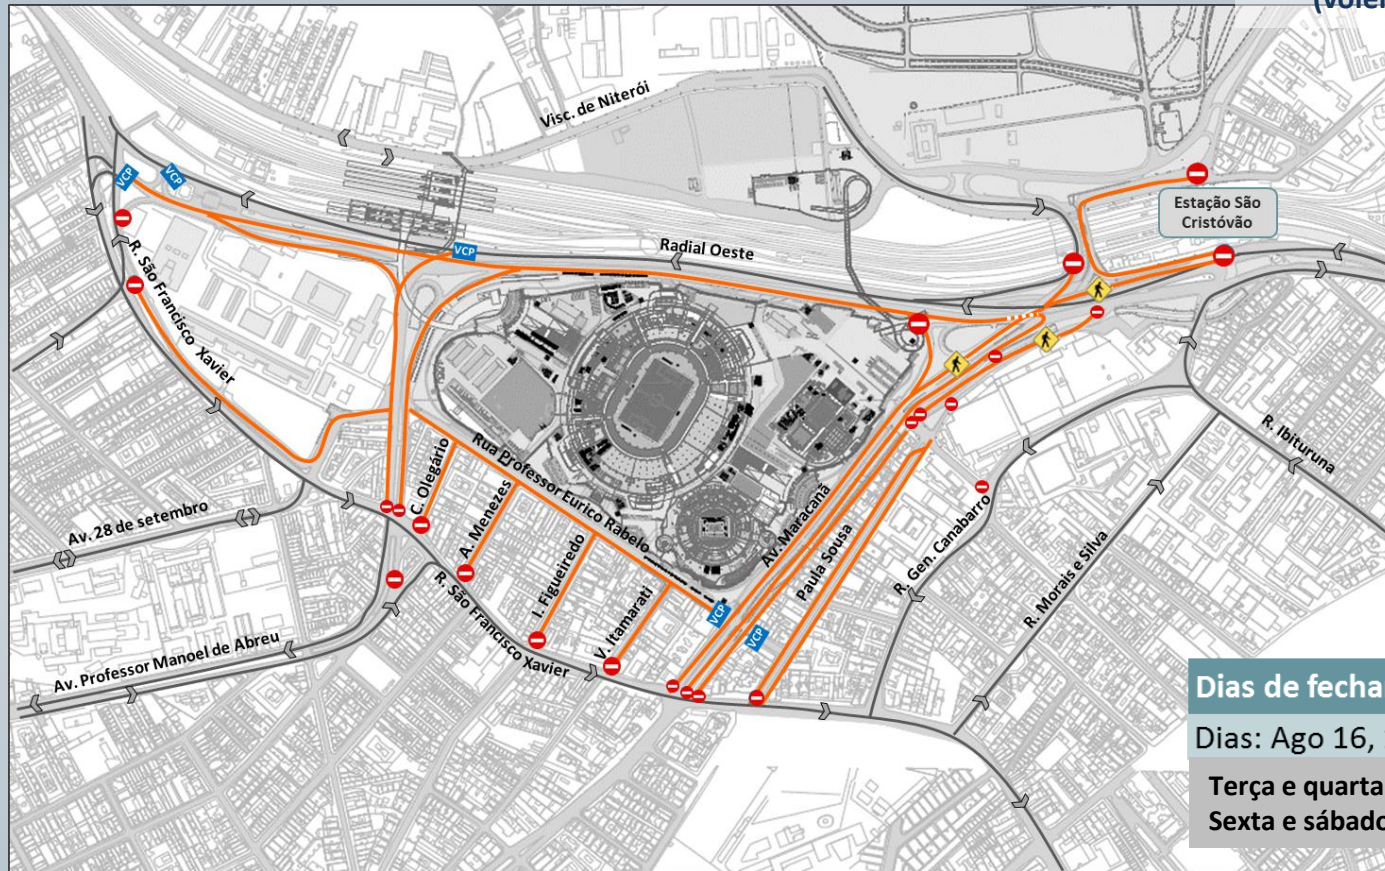 Visc. de Niterói
VCP
VCP
Estação São
Cristóvão
VCP
Radial Oeste
R. São Francisco Xavier
C. Olegário
Rua Professor Eurico Rabelo
A. Menezes
Av. Maracanã
Paula Sousa
R. Ibituruna
R. Gen. Canabarro
Av. 28 de setembro
I. Figueiredo
R. Morais e Silva
V. Itamarati
R. São Francisco Xavier
VCP
VCP
Av. Professor Manoel de Abreu
Dias de fecha
Dias: Ago 16,
Terça e quarta
Sexta e sábado